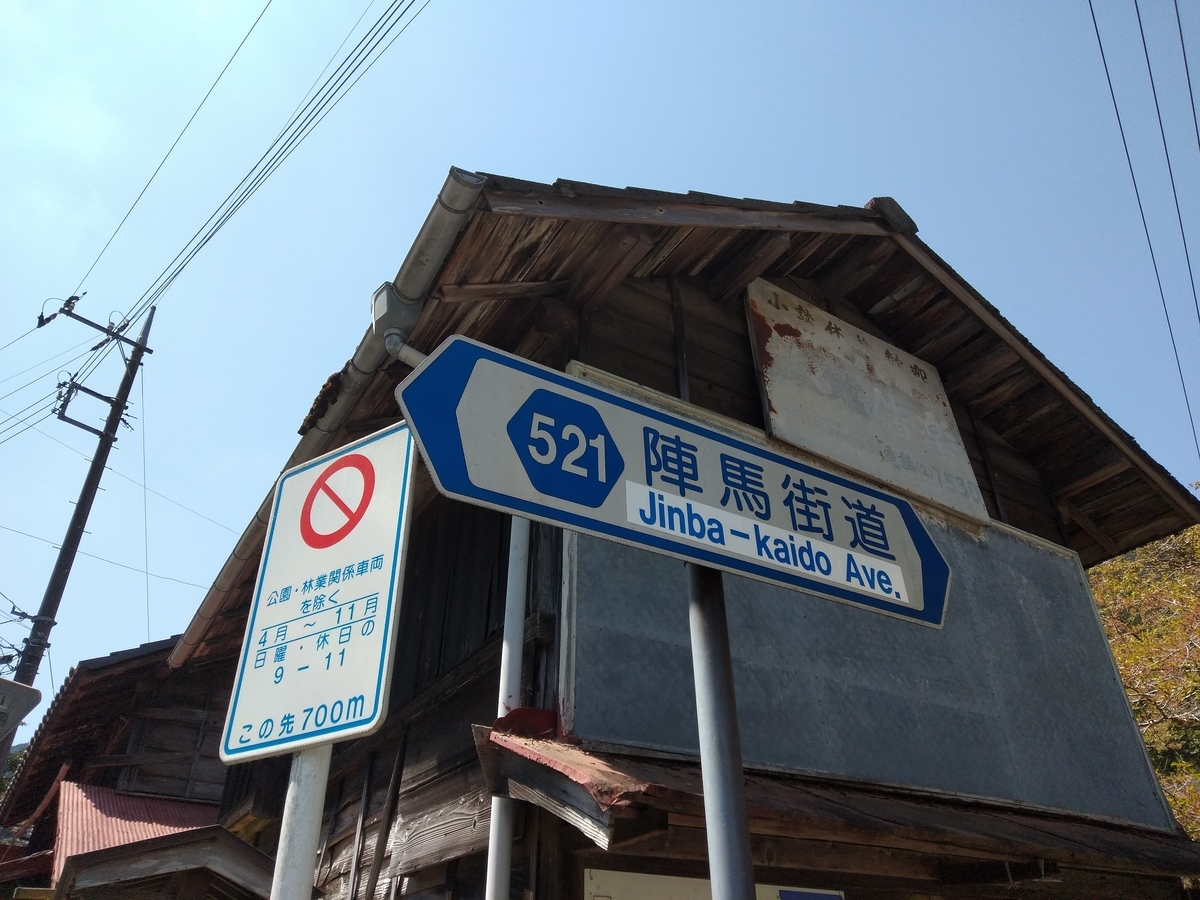 521
陣馬街道
Jinba-kaido Ave.
公園・林業関係車両
を除く
4月～11月
日曜・休日の
9－11
この先700m